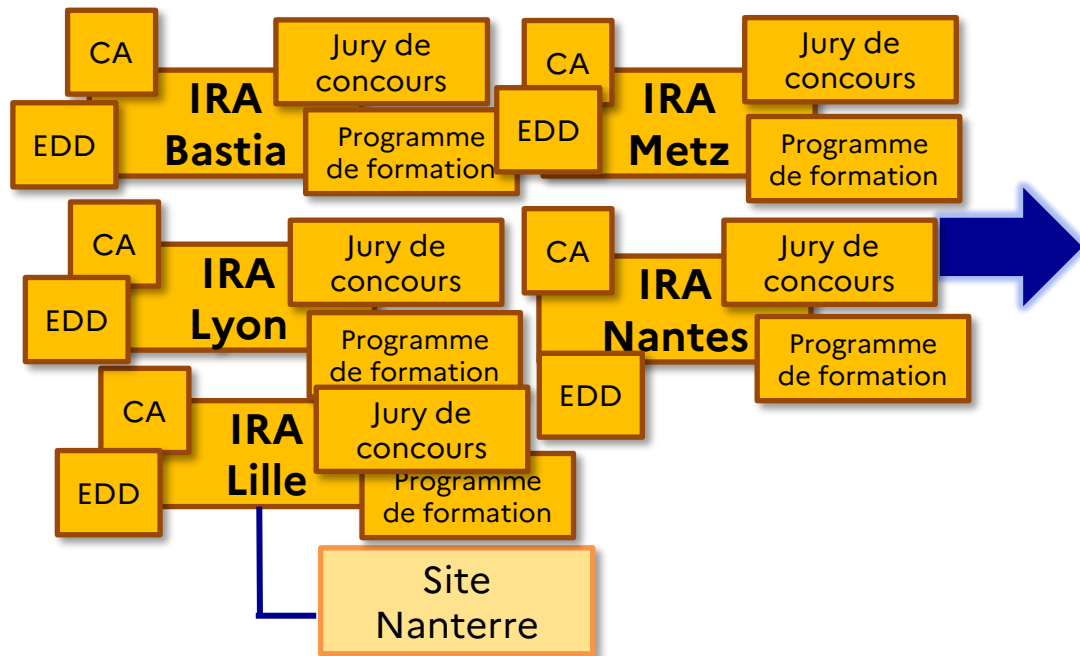 CA
Jury de
concours
EDD
IRA
Bastia
Programme
de formation
CA
Jury de
concours
EDD
IRA
Metz
Programme
de formation
CA
Jury de
concours
EDD
IRA
Lyon
Programme
de formation
CA
Jury de
concours
IRA
Nantes
Programme
de formation
EDD
CA
Jury de
concours
EDD
IRA
Lille
Programme
de formation
Site
Nanterre